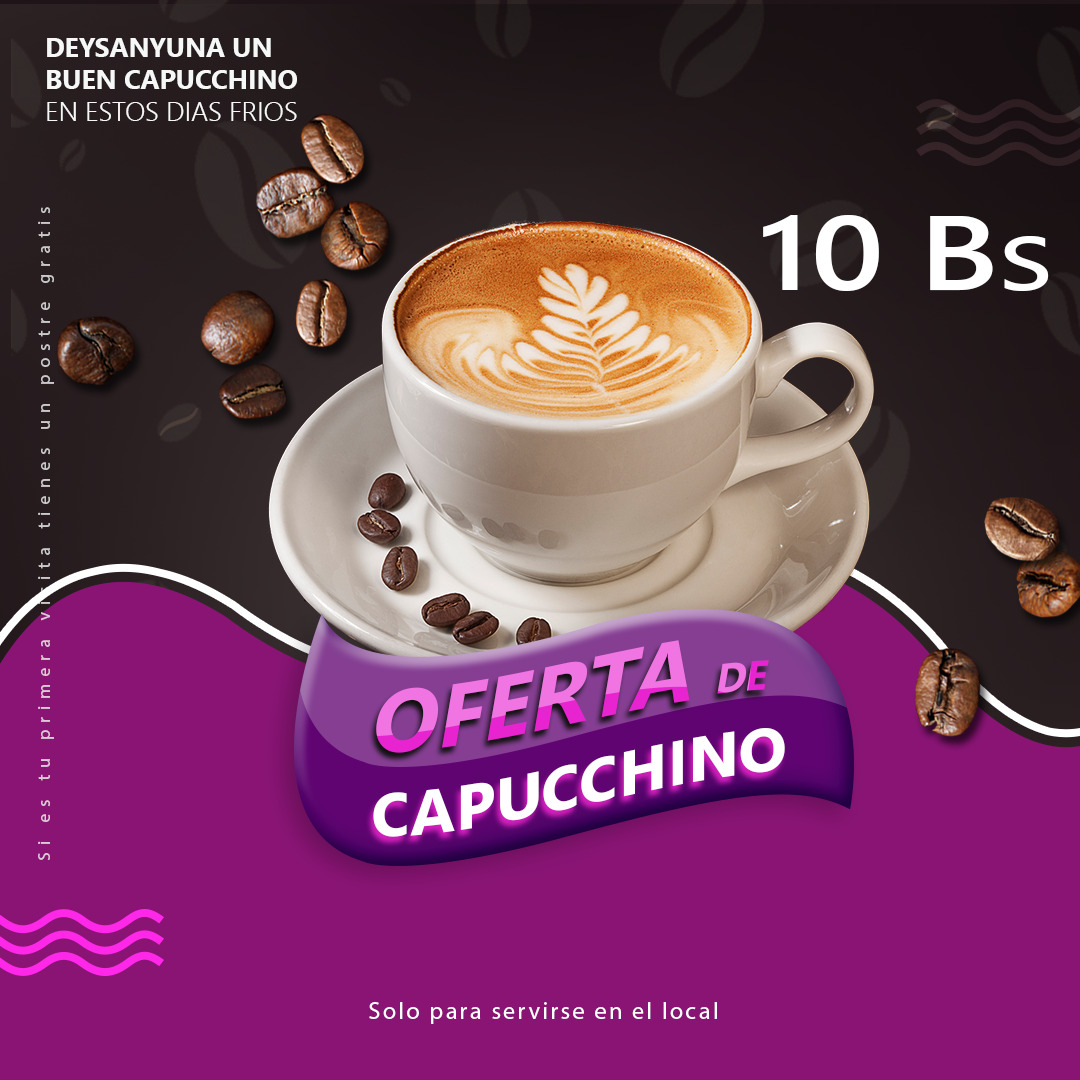 DEYSANYUNA UN
BUEN CAPUCCHINO
EN ESTOS DIAS FRIOS
10 Bs
Si es tu primera visita tienes un postre gratis
OFERTA DE
CAPUCCHINO
Solo para servirse en el local